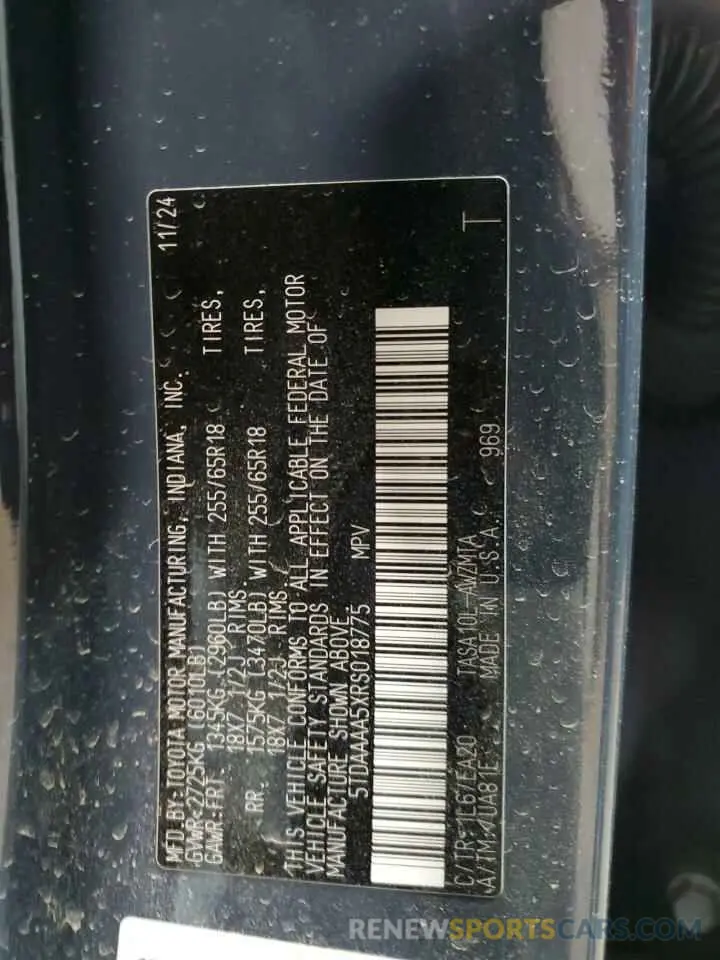 MFD.BY:TOYOTA MOTOR MANUFACTURING, INDIANA, INC. 11/24
GVWR:2725KG (6010LB)
GAWR:FRT. 1345KG (2960LB) WITH 255/65R18 TIRES,
18X7 1/2J RIMS
RR. 1575KG (3470LB) WITH 255/65R18 TIRES,
18X7 1/2J RIMS
THIS VEHICLE CONFORMS TO ALL APPLICABLE FEDERAL MOTOR
VEHICLE SAFETY STANDARDS IN EFFECT ON THE DATE OF
MANUFACTURE SHOWN ABOVE.
5TDAAAA5XRS018775 MPV
C/TR: 1L6/EA20 TASA10L-AWZMTA 969 T
A/TM: /UA81E MADE IN U.S.A.
RENEWSPORTSCARS.COM